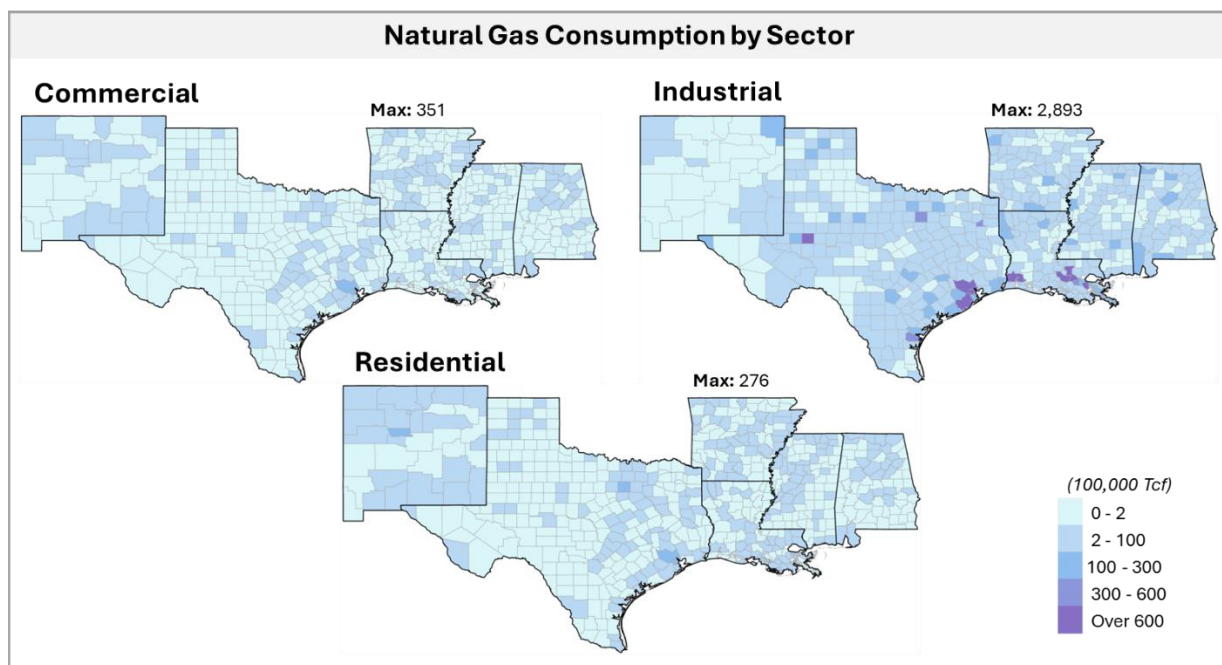 Natural Gas Consumption by Sector
Commercial
Max: 351
Industrial
Max: 2,893
Residential
Max: 276
(100,000 Tcf)
0 - 2
2 - 100
100 - 300
300 - 600
Over 600